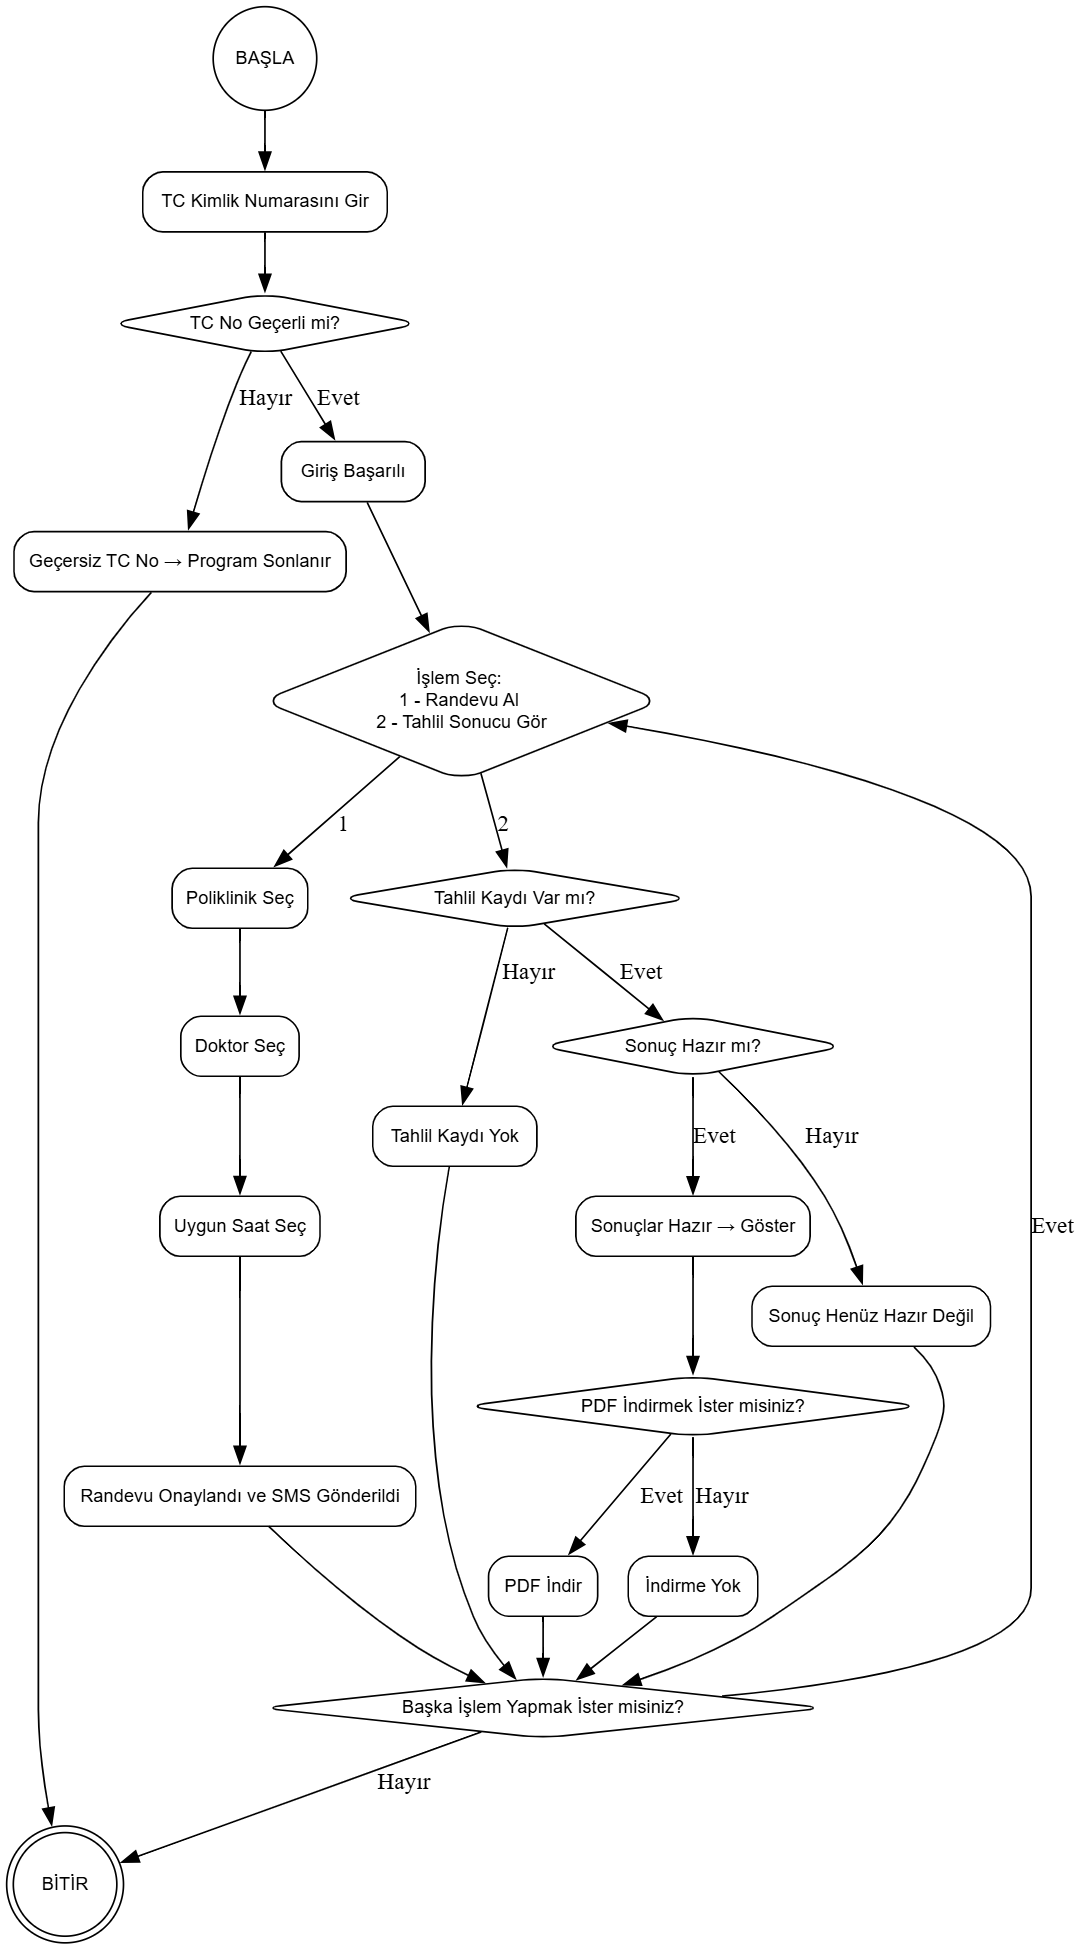 BAŞLA
TC Kimlik Numarasını Gir
TC No Geçerli mi?
Hayır
Evet
Giriş Başarılı
Geçersiz TC No → Program Sonlanır
İşlem Seç:
1 - Randevu Al
2 - Tahlil Sonucu Gör
1
2
Poliklinik Seç
Tahlil Kaydı Var mı?
Hayır
Evet
Doktor Seç
Sonuç Hazır mı?
Tahlil Kaydı Yok
Evet
Hayır
Uygun Saat Seç
Sonuçlar Hazır → Göster
Evet
Sonuç Henüz Hazır Değil
PDF İndirmek İster misiniz?
Randevu Onaylandı ve SMS Gönderildi
Evet
Hayır
PDF İndir
İndirme Yok
Başka İşlem Yapmak İster misiniz?
Hayır
BİTİR